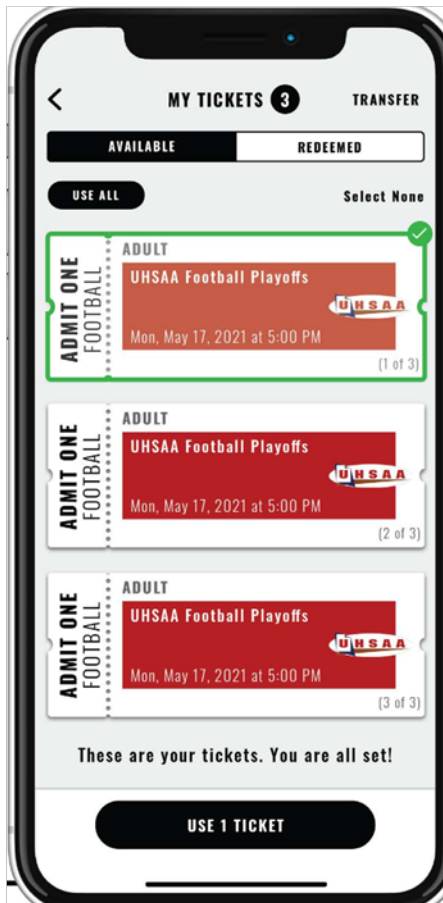 MY TICKETS 3 TRANSFER
AVAILABLE REDEEMED
USE ALL Select None
ADMIT ONE
FOOTBALL
ADULT
UHSAA Football Playoffs
UHSAA
Mon, May 17, 2021 at 5:00 PM
(1 of 3)
ADMIT ONE
FOOTBALL
ADULT
UHSAA Football Playoffs
UHSAA
Mon, May 17, 2021 at 5:00 PM
(2 of 3)
ADMIT ONE
FOOTBALL
ADULT
UHSAA Football Playoffs
UHSAA
Mon, May 17, 2021 at 5:00 PM
(3 of 3)
These are your tickets. You are all set!
USE 1 TICKET